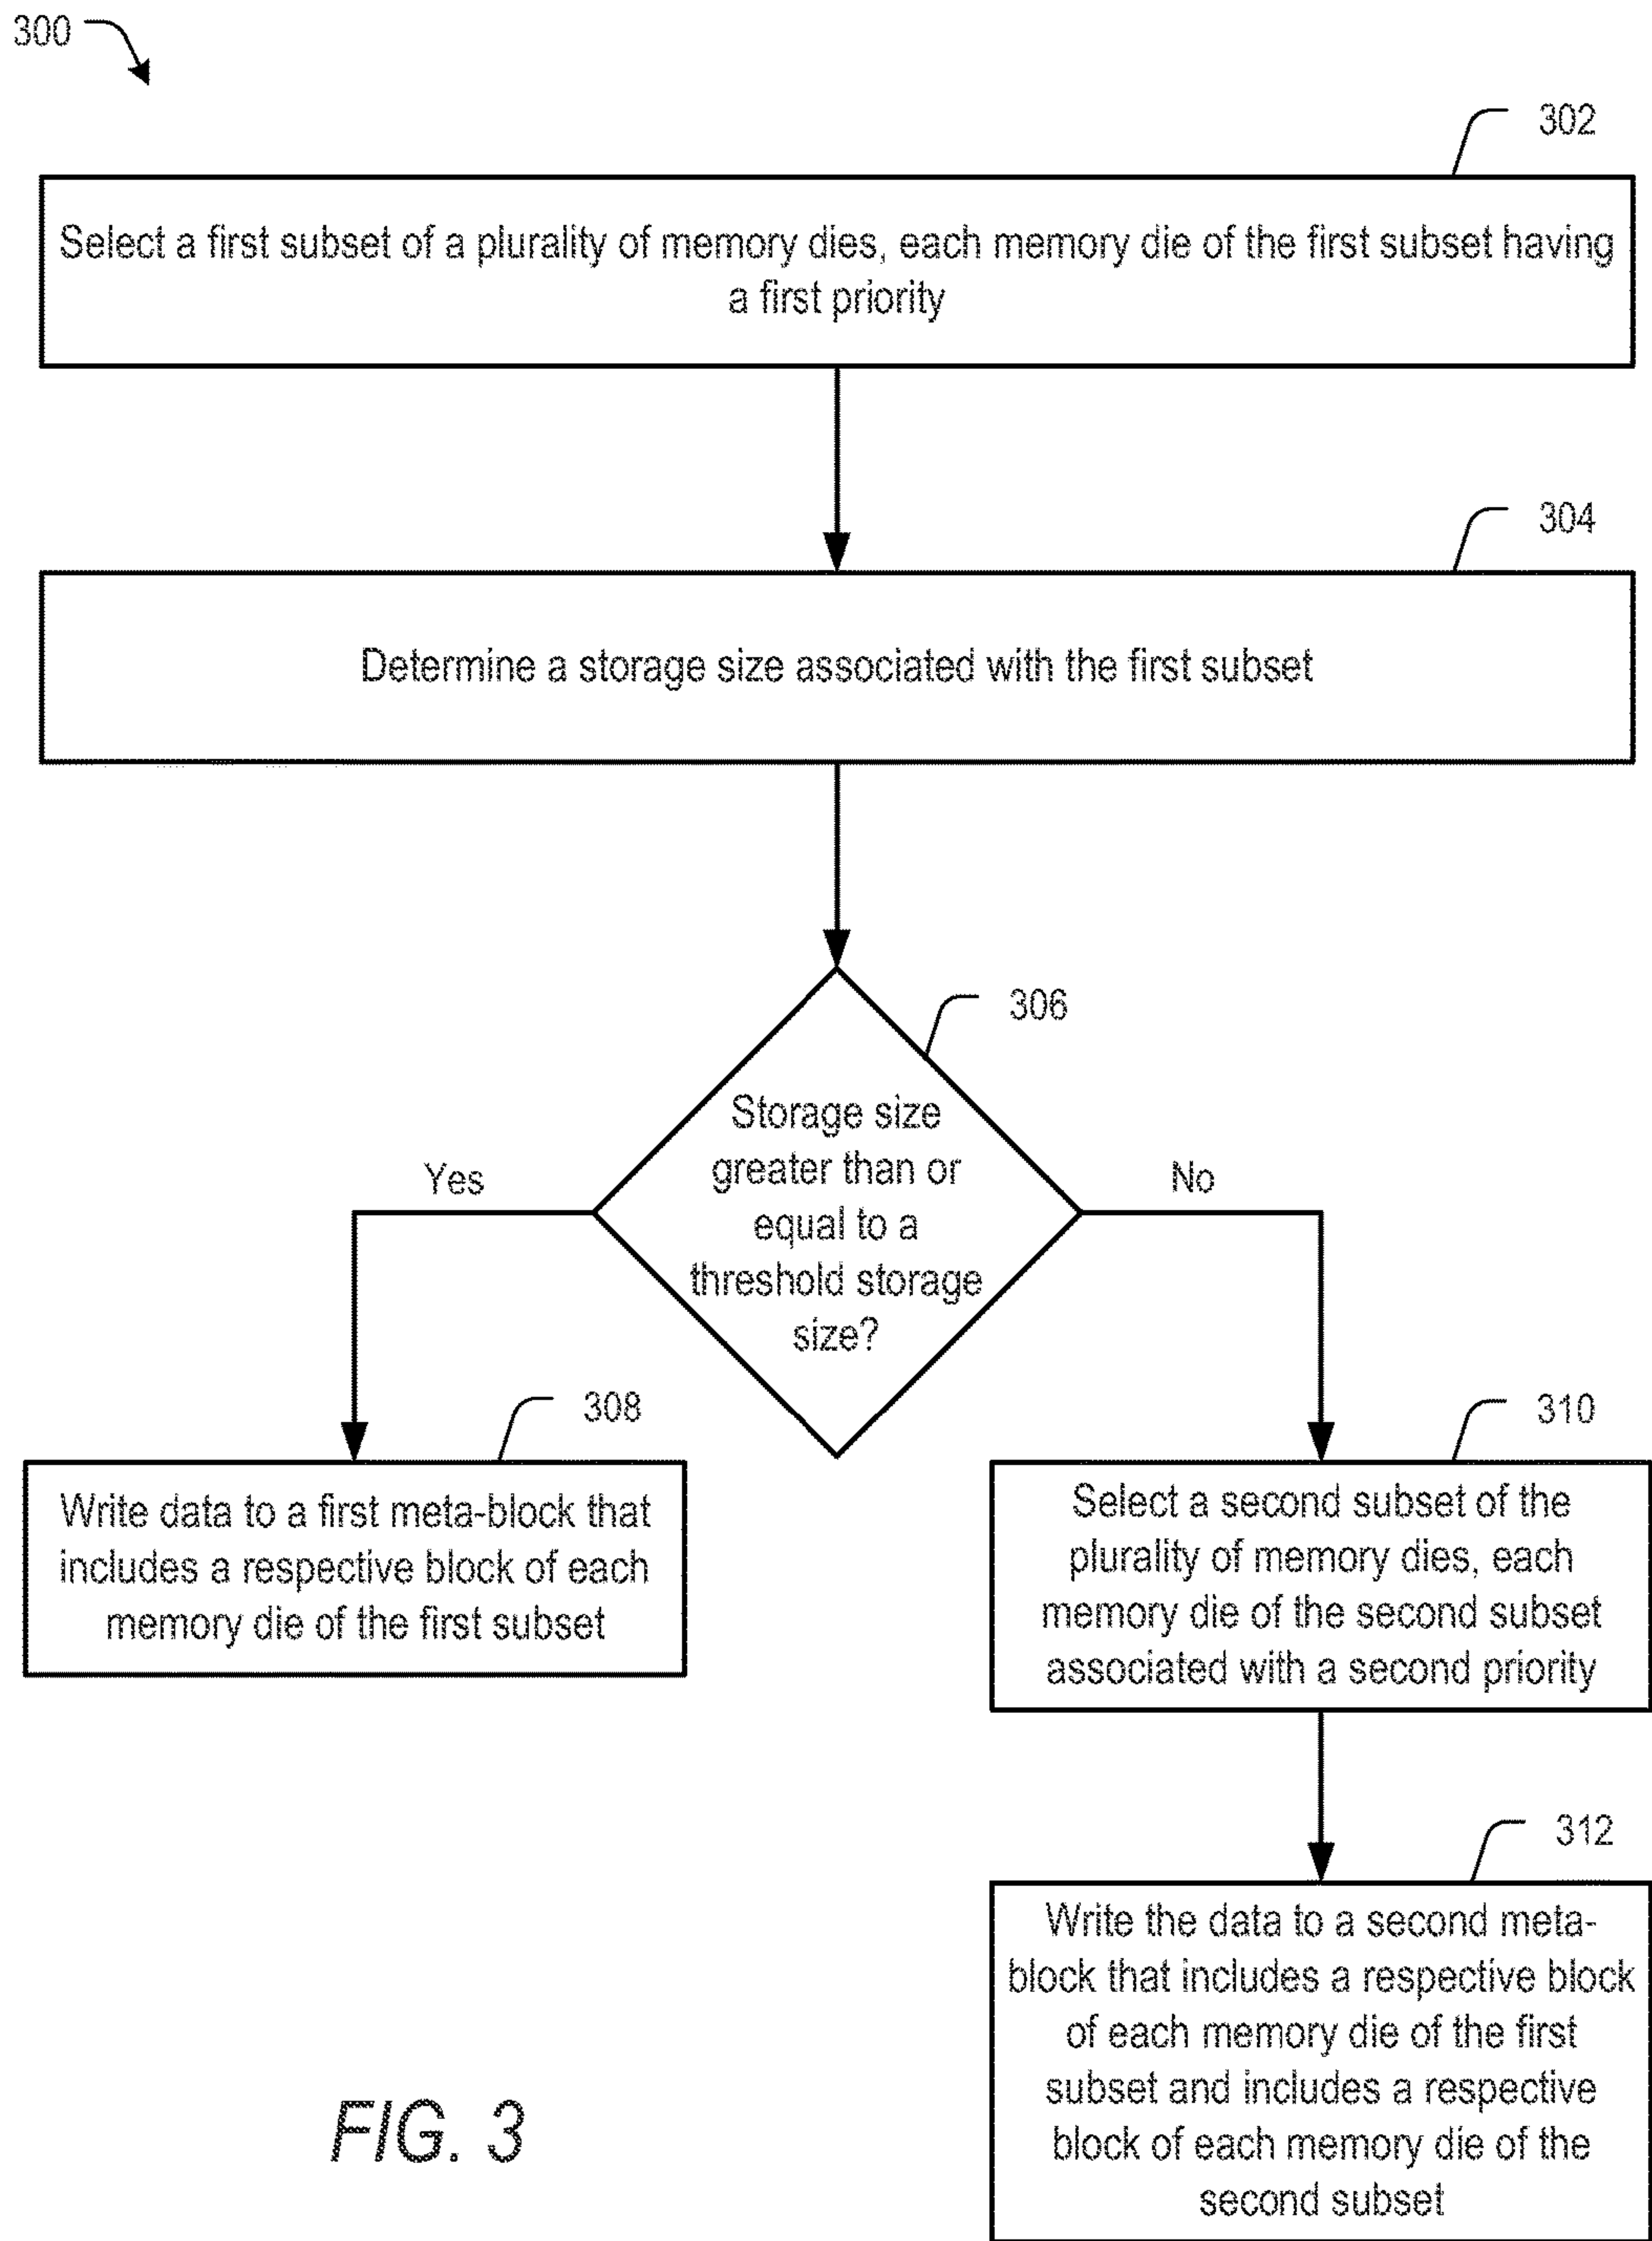 300
302
Select a first subset of a plurality of memory dies, each memory die of the first subset having
a first priority
304
Determine a storage size associated with the first subset
306
Storage size
greater than or
equal to a
threshold storage
size?
Yes
No
308
Write data to a first meta-block that
includes a respective block of each
memory die of the first subset
310
Select a second subset of the
plurality of memory dies, each
memory die of the second subset
associated with a second priority
312
Write the data to a second meta-
block that includes a respective block
of each memory die of the first
subset and includes a respective
block of each memory die of the
second subset
FIG. 3